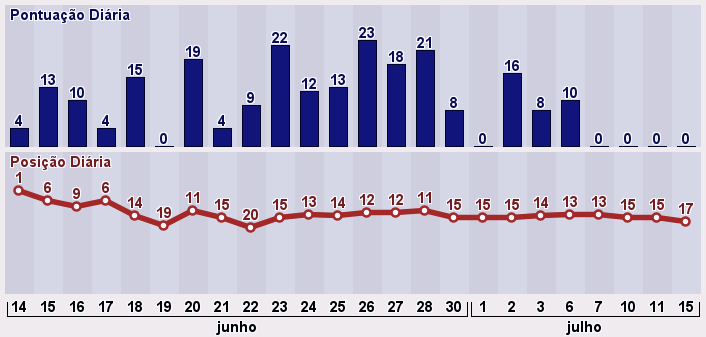 Pontuação Diária
4 13 10 4 15 0 19 4 9 22 12 13 23 18 21 8 0 16 8 10 0 0 0 0
Posição Diária
1 6 9 6 14 19 11 15 20 15 13 14 12 12 11 15 15 15 14 13 13 15 15 17
14 15 16 17 18 19 20 21 22 23 24 25 26 27 28 30 1 2 3 6 7 10 11 15
junho julho